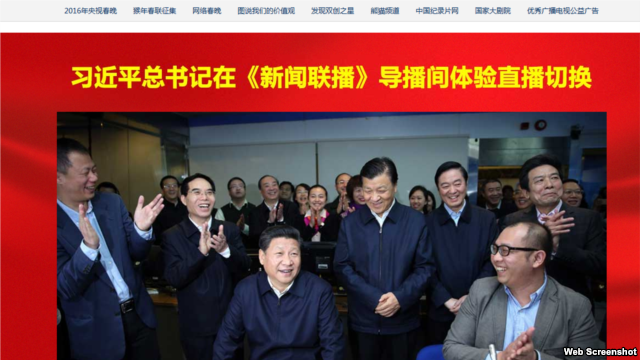 2016年央视春晚 猴年春联征集 网络春晚 图说我们的价值观 发现双创之星 熊猫频道 中国纪录片网 国家大剧院 优秀广播电视公益广告
习近平总书记在《新闻联播》导播间体验直播切换
Web Screenshot